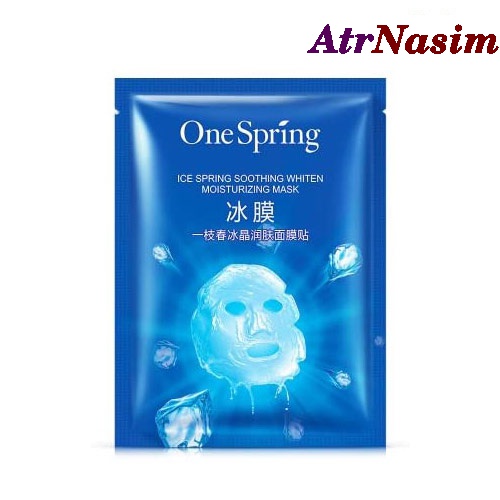 AtrNasim
One Spring
ICE SPRING SOOTHING WHITEN
MOISTURIZING MASK
冰膜
一枝春冰晶润肤面膜贴